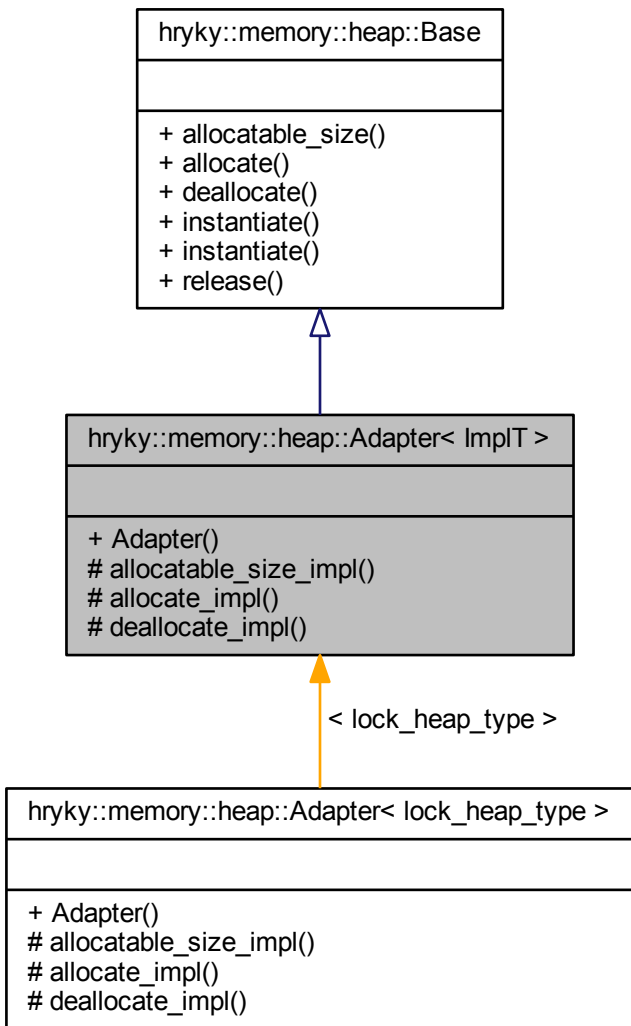 hryky::memory::heap::Base
+ allocatable_size()
+ allocate()
+ deallocate()
+ instantiate()
+ instantiate()
+ release()
hryky::memory::heap::Adapter< ImplT >
+ Adapter()
# allocatable_size_impl()
# allocate_impl()
# deallocate_impl()
< lock_heap_type >
hryky::memory::heap::Adapter< lock_heap_type >
+ Adapter()
# allocatable_size_impl()
# allocate_impl()
# deallocate_impl()